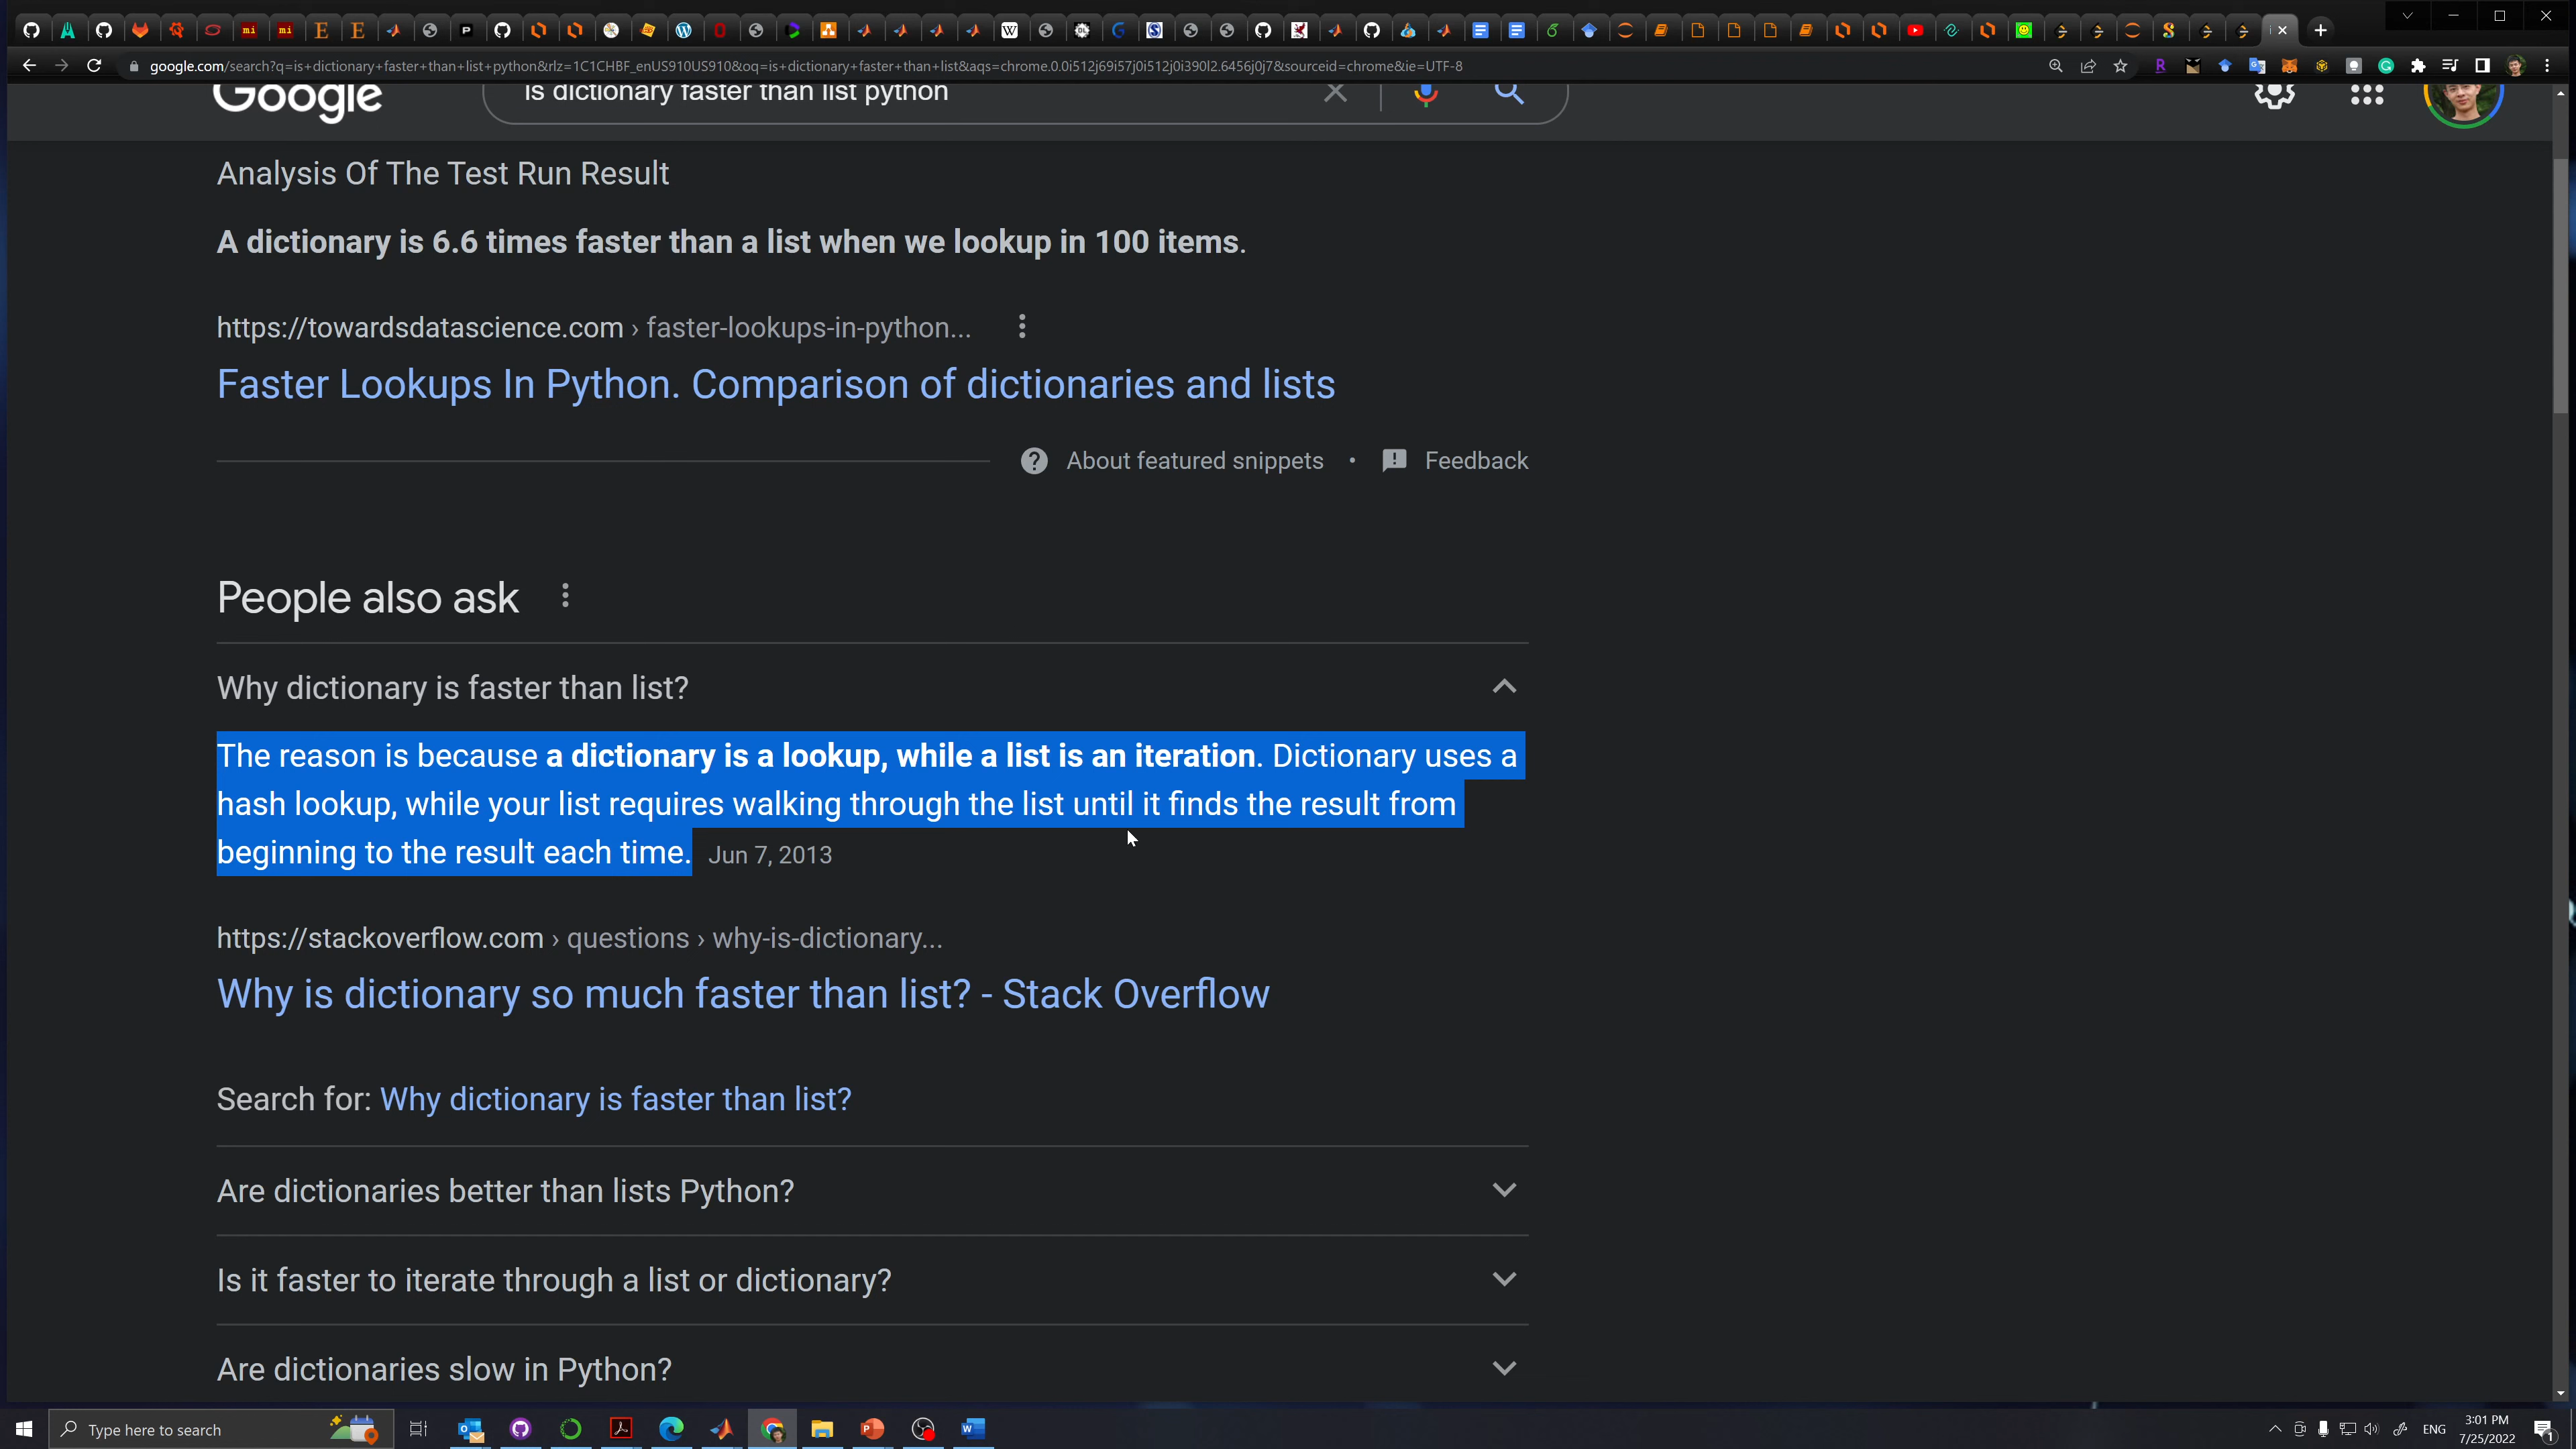 google.com/search?q=is+dictionary+faster+than+list+python&rlz=1C1CHBF_enUS910US910&oq=is+dictionary+faster+than+list&aqs=chrome.0.0i512j69i57j0i512j0i390l2.6456j0j7&sourceid=chrome&ie=UTF-8
Google
is dictionary faster than list python
Analysis Of The Test Run Result
A dictionary is 6.6 times faster than a list when we lookup in 100 items.
https://towardsdatascience.com › faster-lookups-in-python...
Faster Lookups In Python. Comparison of dictionaries and lists
About featured snippets • Feedback
People also ask
Why dictionary is faster than list?
The reason is because a dictionary is a lookup, while a list is an iteration. Dictionary uses a
hash lookup, while your list requires walking through the list until it finds the result from
beginning to the result each time. Jun 7, 2013
https://stackoverflow.com › questions › why-is-dictionary...
Why is dictionary so much faster than list? - Stack Overflow
Search for: Why dictionary is faster than list?
Are dictionaries better than lists Python?
Is it faster to iterate through a list or dictionary?
Are dictionaries slow in Python?
Type here to search
ENG
3:01 PM
7/25/2022
1